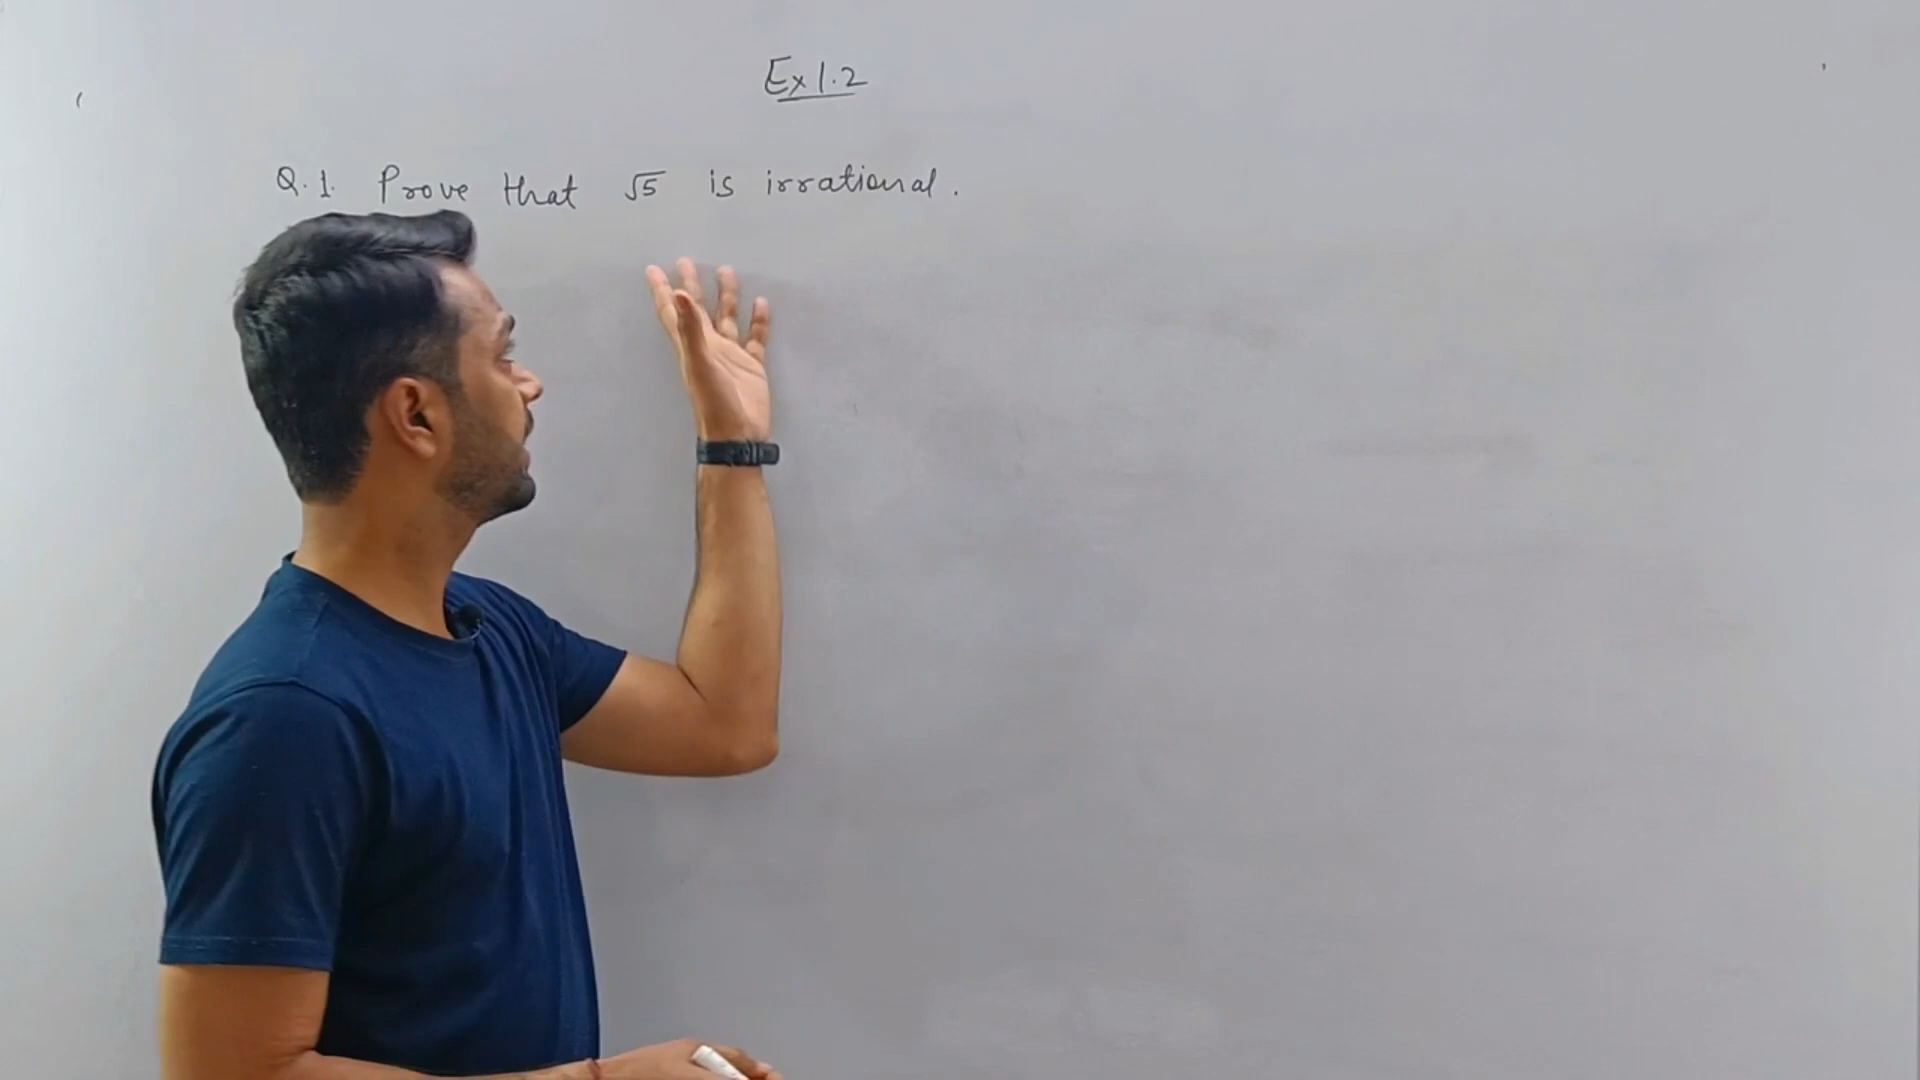 Ex 1.2
Q.1. Prove that √5 is irrational.